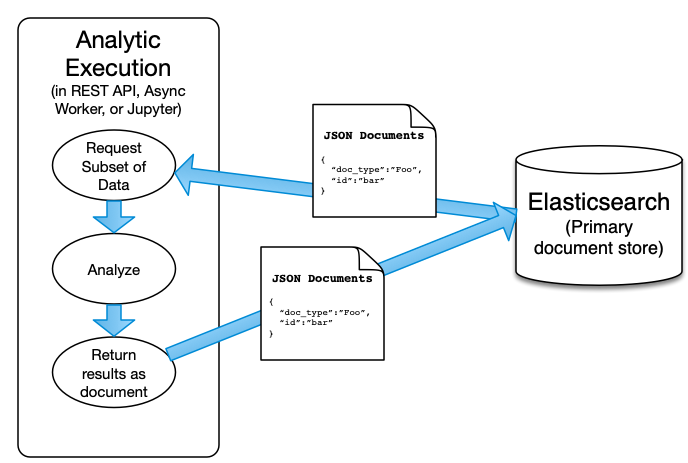 Analytic
Execution
(in REST API, Async
Worker, or Jupyter)
Request
Subset of
Data
Analyze
Return
results as
document
JSON Documents
{
"doc_type":"Foo",
"id":"bar"
}
JSON Documents
{
"doc_type":"Foo",
"id":"bar"
}
Elasticsearch
(Primary
document store)